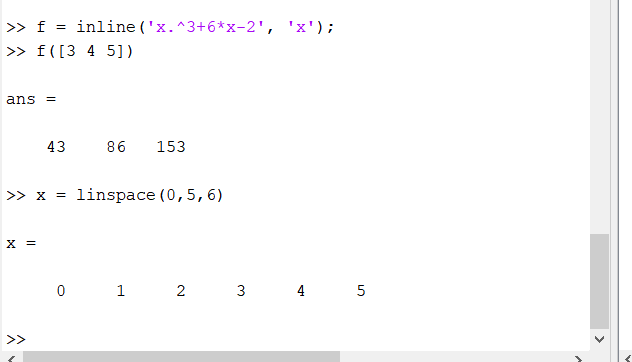 >> f = inline('x.^3+6*x-2', 'x');
>> f([3 4 5])
ans =
43 86 153
>> x = linspace(0,5,6)
x =
0 1 2 3 4 5
>>